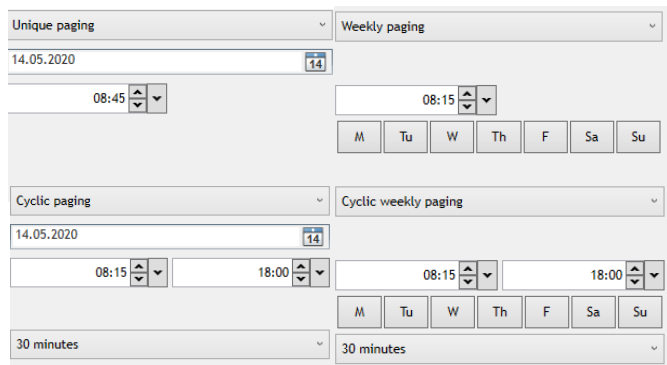 Unique paging
14.05.2020
14
08:45
Weekly paging
08:15
M Tu W Th F Sa Su
Cyclic paging
14.05.2020
14
08:15 18:00
30 minutes
Cyclic weekly paging
08:15 18:00
M Tu W Th F Sa Su
30 minutes